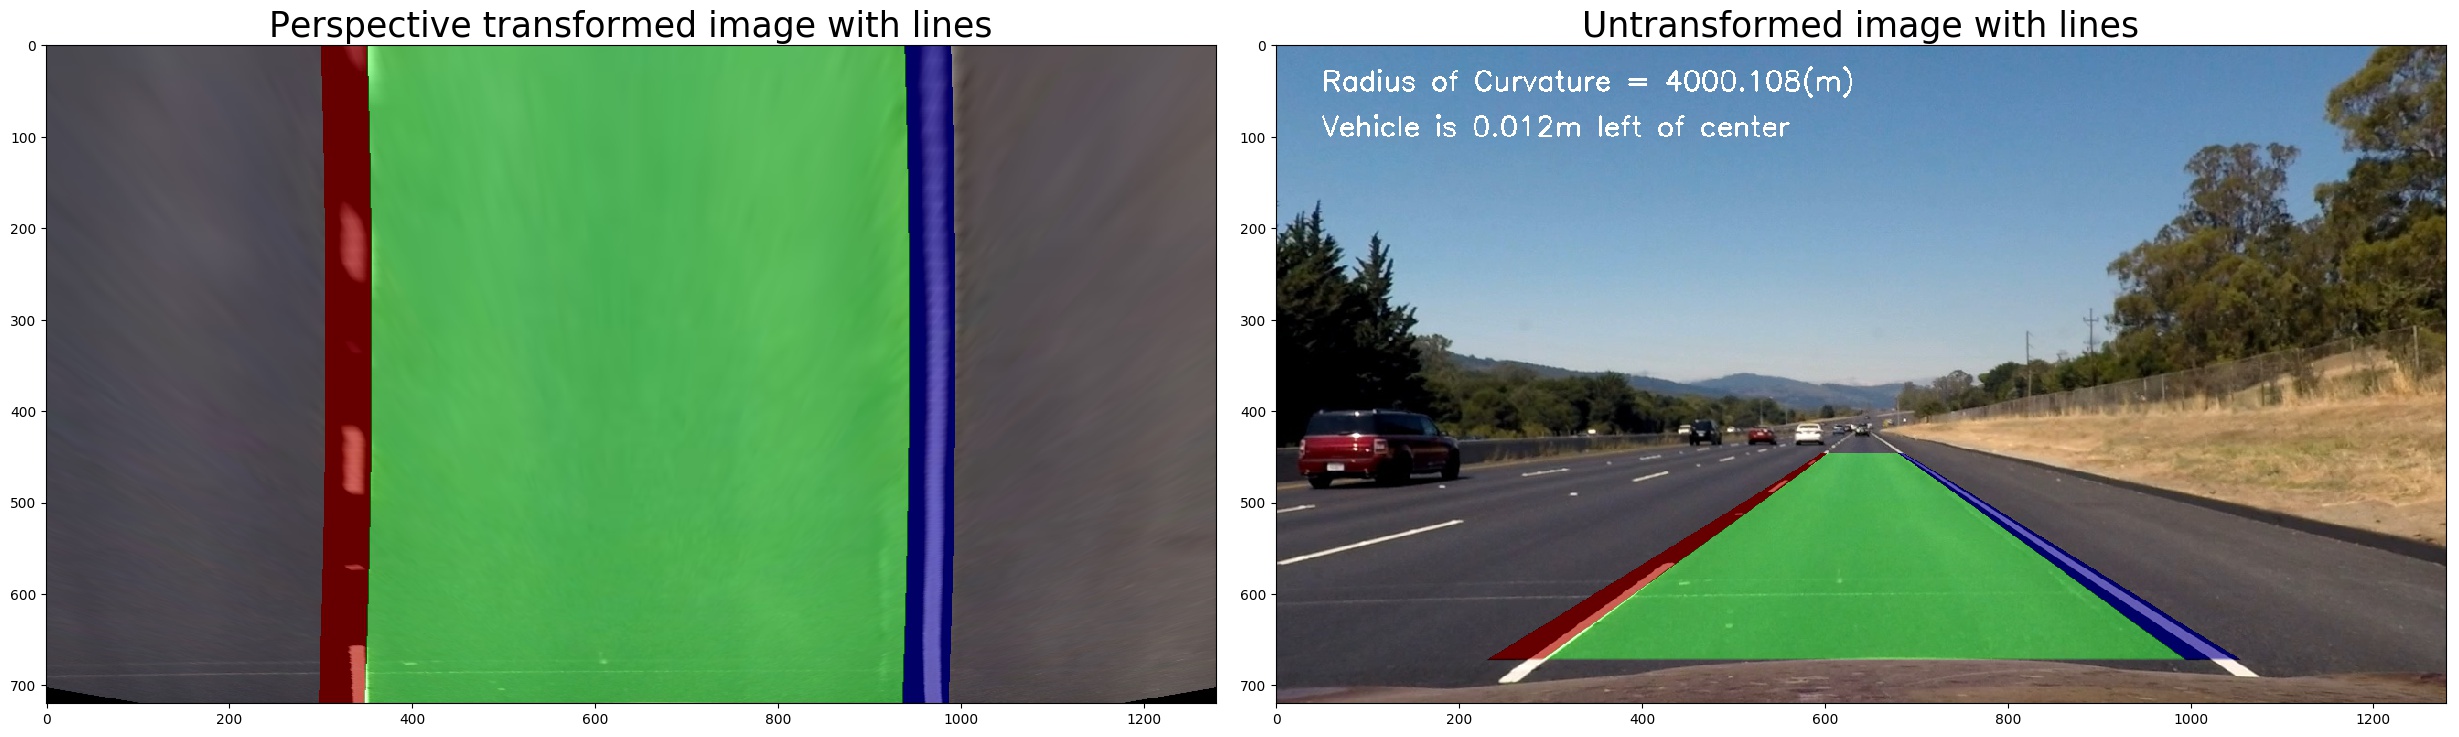 Perspective transformed image with lines
0
100
200
300
400
500
600
700
0 200 400 600 800 1000 1200
Untransformed image with lines
Radius of Curvature = 4000.108(m)
Vehicle is 0.012m left of center
0
100
200
300
400
500
600
700
0 200 400 600 800 1000 1200